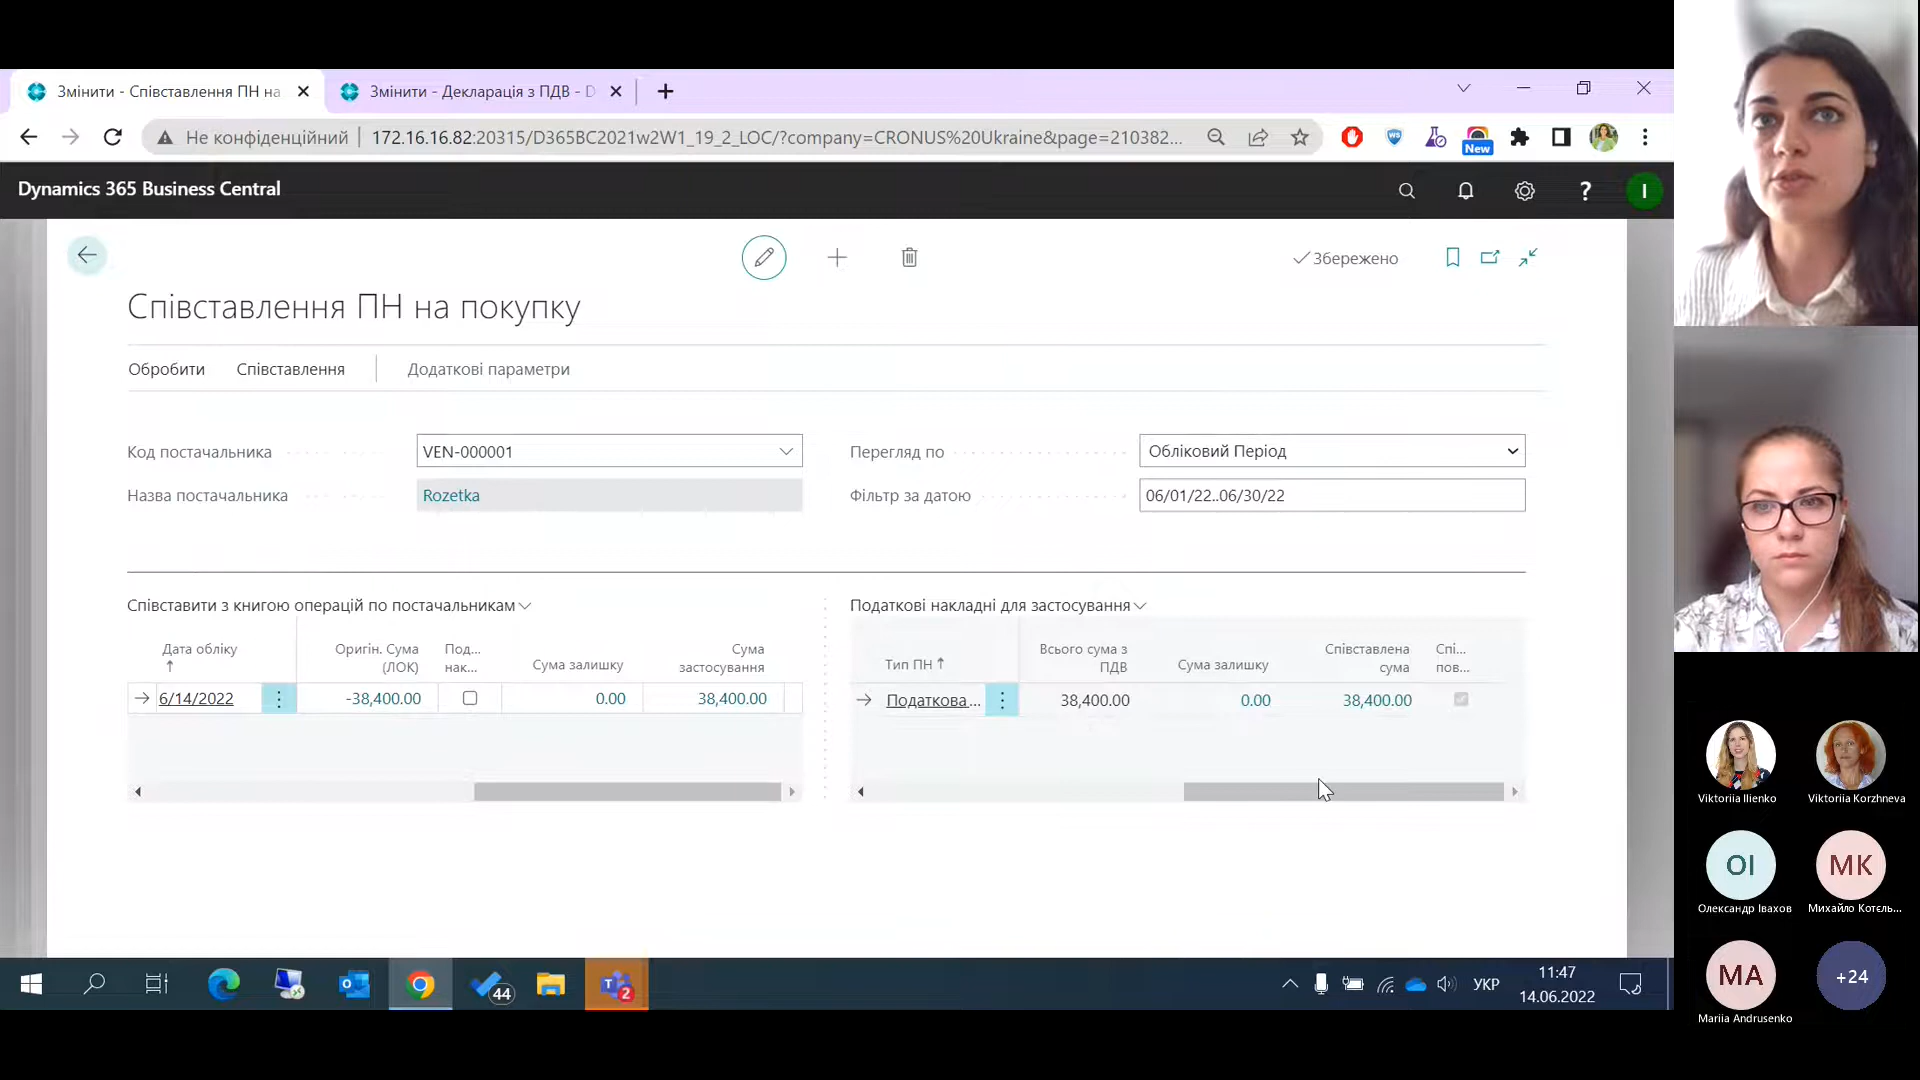 Змінити - Співставлення ПН на
Змінити - Декларація з ПДВ - D
Не конфіденційний
172.16.16.82:20315/D365BC2021w2W1_19_2_LOC/?company=CRONUS%20Ukraine&page=210382...
New
Dynamics 365 Business Central
?
I
Збережено
Співставлення ПН на покупку
Обробити
Співставлення
Додаткові параметри
Код постачальника
VEN-000001
Перегляд по
Обліковий Період
Назва постачальника
Rozetka
Фільтр за датою
06/01/22..06/30/22
Співставити з книгою операцій по постачальникам
Дата обліку ↑
Оригін. Сума (ЛОК)
Под... нак...
Сума залишку
Сума застосування
6/14/2022
-38,400.00
0.00
38,400.00
Податкові накладні для застосування
Тип ПН ↑
Всього сума з ПДВ
Сума залишку
Співставлена сума
Спі... пов...
Податкова...
38,400.00
0.00
38,400.00
44
2
УКР
11:47
14.06.2022
Viktoriia Ilienko
Viktoriia Korzhneva
OI
Олександр Івахов
MK
Михайло Котель...
MA
Mariia Andrusenko
+24